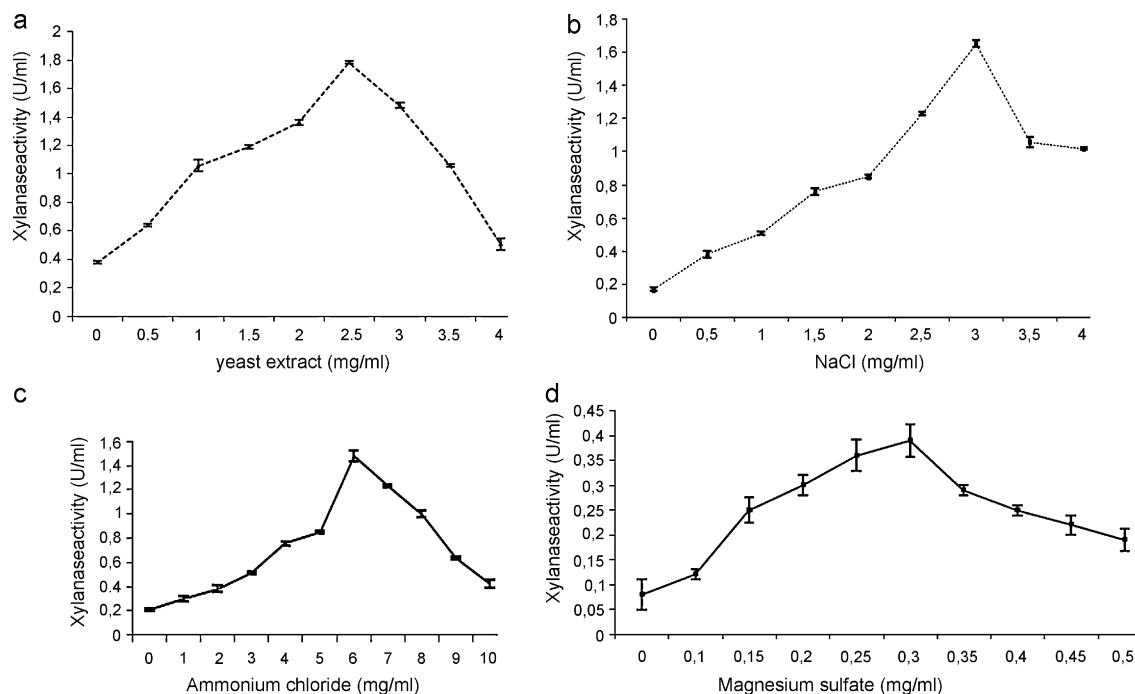 a
Xylanaseactivity (U/ml)
2
1,8
1,6
1,4
1,2
1
0,8
0,6
0,4
0,2
0
0 0.5 1 1.5 2 2.5 3 3.5 4
yeast extract (mg/ml)
b
Xylanaseactivity (U/ml)
1,8
1,6
1,4
1,2
1
0,8
0,6
0,4
0,2
0
0 0,5 1 1,5 2 2,5 3 3,5 4
NaCl (mg/ml)
c
Xylanaseactivity (U/ml)
1,6
1,4
1,2
1
0,8
0,6
0,4
0,2
0
0 1 2 3 4 5 6 7 8 9 10
Ammonium chloride (mg/ml)
d
Xylanaseactivity (U/ml)
0,45
0,4
0,35
0,3
0,25
0,2
0,15
0,1
0,05
0
0 0,1 0,15 0,2 0,25 0,3 0,35 0,4 0,45 0,5
Magnesium sulfate (mg/ml)